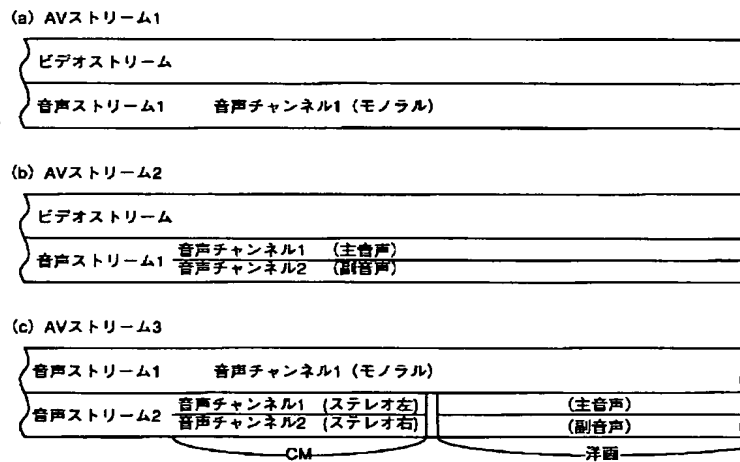 (a) AVストリーム1
ビデオストリーム
音声ストリーム1 音声チャンネル1 (モノラル)
(b) AVストリーム2
ビデオストリーム
音声ストリーム1
音声チャンネル1 (主音声)
音声チャンネル2 (副音声)
(c) AVストリーム3
音声ストリーム1 音声チャンネル1 (モノラル)
音声ストリーム2
音声チャンネル1 (ステレオ左) (主音声)
音声チャンネル2 (ステレオ右) (副音声)
CM 洋画